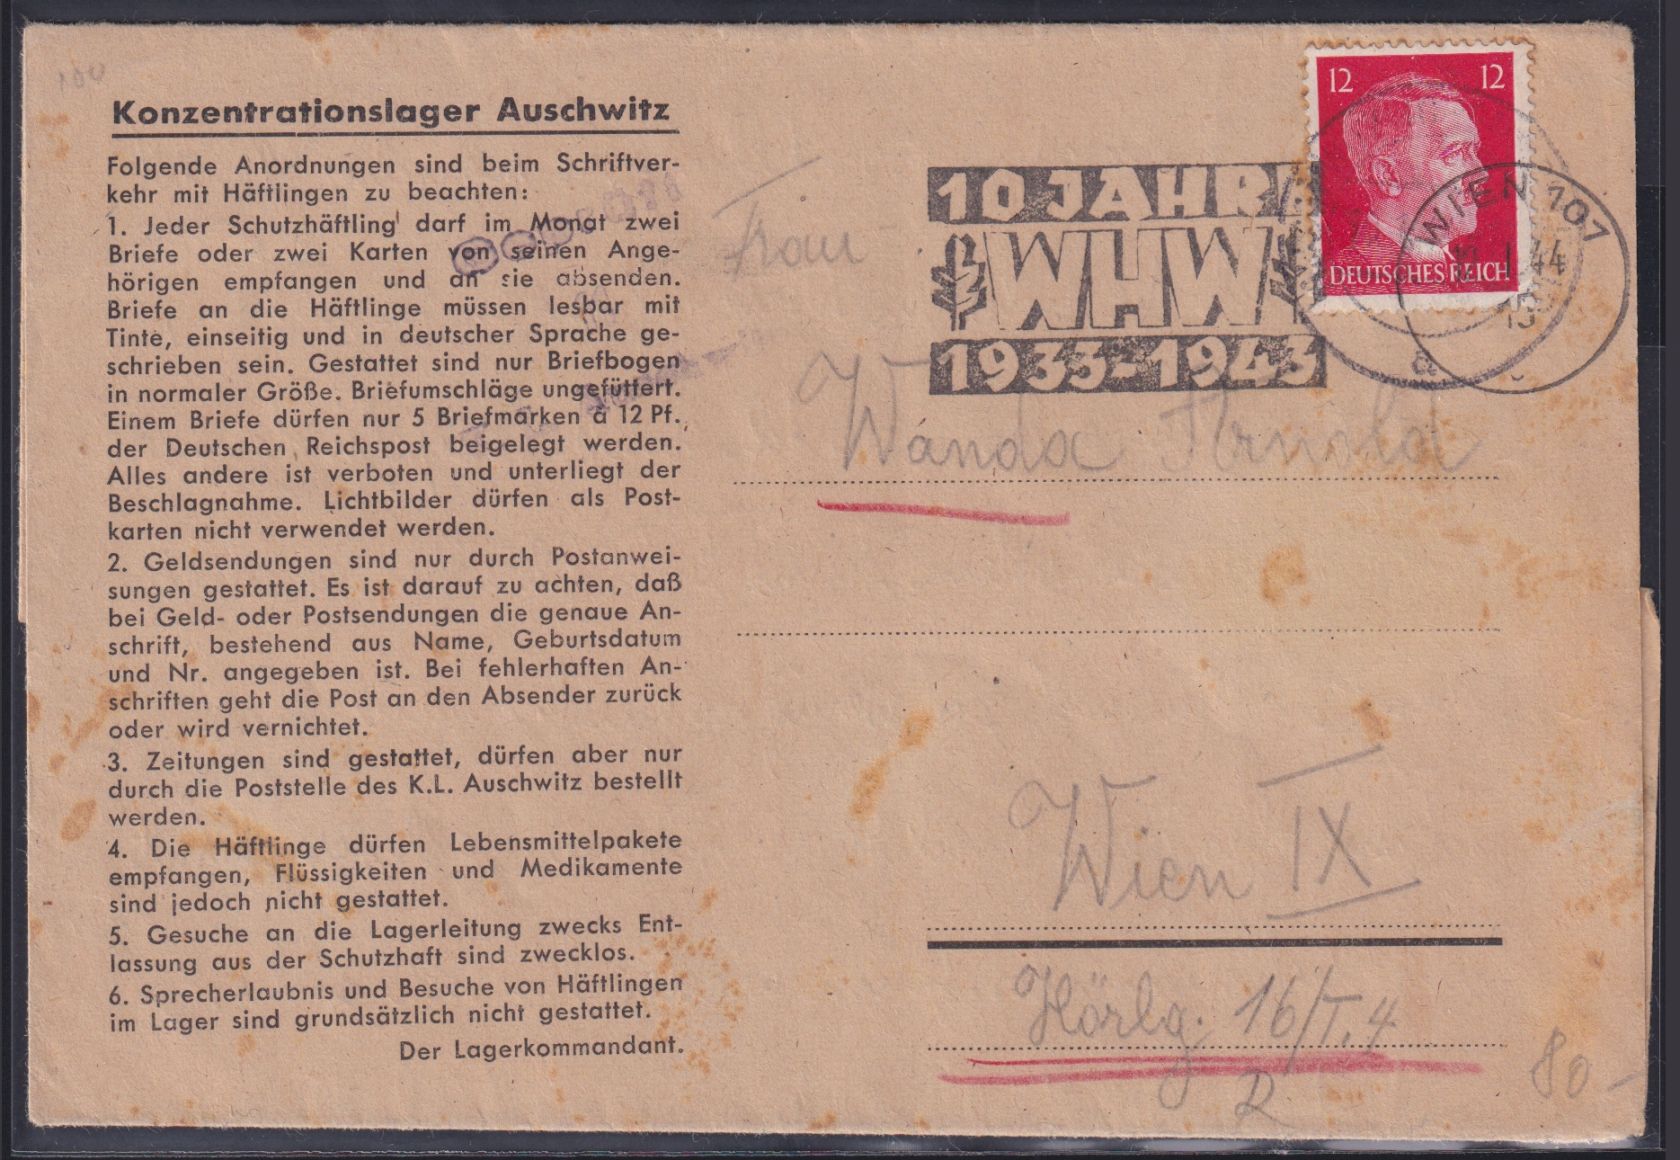 100
Konzentrationslager Auschwitz
Folgende Anordnungen sind beim Schriftver-
kehr mit Häftlingen zu beachten:
1. Jeder Schutzhäftling darf im Monat zwei
Briefe oder zwei Karten von seinen Ange-
hörigen empfangen und an sie absenden.
Briefe an die Häftlinge müssen lesbar mit
Tinte, einseitig und in deutscher Sprache ge-
schrieben sein. Gestattet sind nur Briefbogen
in normaler Größe. Briefumschläge ungefüttert.
Einem Briefe dürfen nur 5 Briefmarken à 12 Pf.
der Deutschen Reichspost beigelegt werden.
Alles andere ist verboten und unterliegt der
Beschlagnahme. Lichtbilder dürfen als Post-
karten nicht verwendet werden.
2. Geldsendungen sind nur durch Postanwei-
sungen gestattet. Es ist darauf zu achten, daß
bei Geld- oder Postsendungen die genaue An-
schrift, bestehend aus Name, Geburtsdatum
und Nr. angegeben ist. Bei fehlerhaften An-
schriften geht die Post an den Absender zurück
oder wird vernichtet.
3. Zeitungen sind gestattet, dürfen aber nur
durch die Poststelle des K.L. Auschwitz bestellt
werden.
4. Die Häftlinge dürfen Lebensmittelpakete
empfangen, Flüssigkeiten und Medikamente
sind jedoch nicht gestattet.
5. Gesuche an die Lagerleitung zwecks Ent-
lassung aus der Schutzhaft sind zwecklos.
6. Sprecherlaubnis und Besuche von Häftlingen
im Lager sind grundsätzlich nicht gestattet.
Der Lagerkommandant.
10 JAHRE
WHW
1933-1943
12 12
DEUTSCHES REICH
WIEN 107
44
a
Frau
Wanda Arnold
Wien IX
Hörlg. 16/T.4
80-